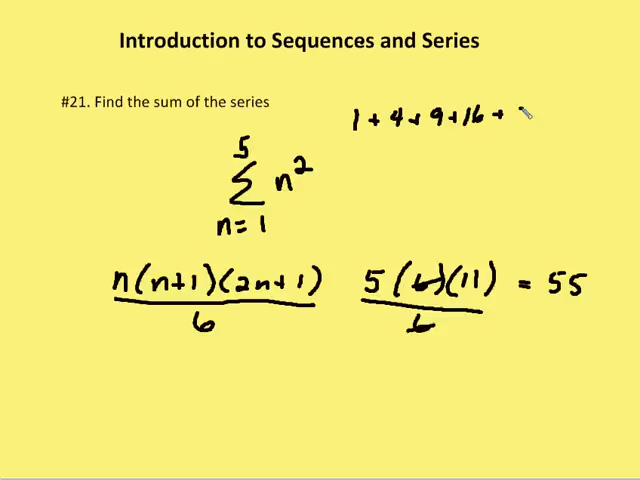 Introduction to Sequences and Series
#21. Find the sum of the series
1 + 4 + 9 + 16 +
5
Σ n²
n = 1
n(n+1)(2n+1) 5(6)(11) = 55
6 6